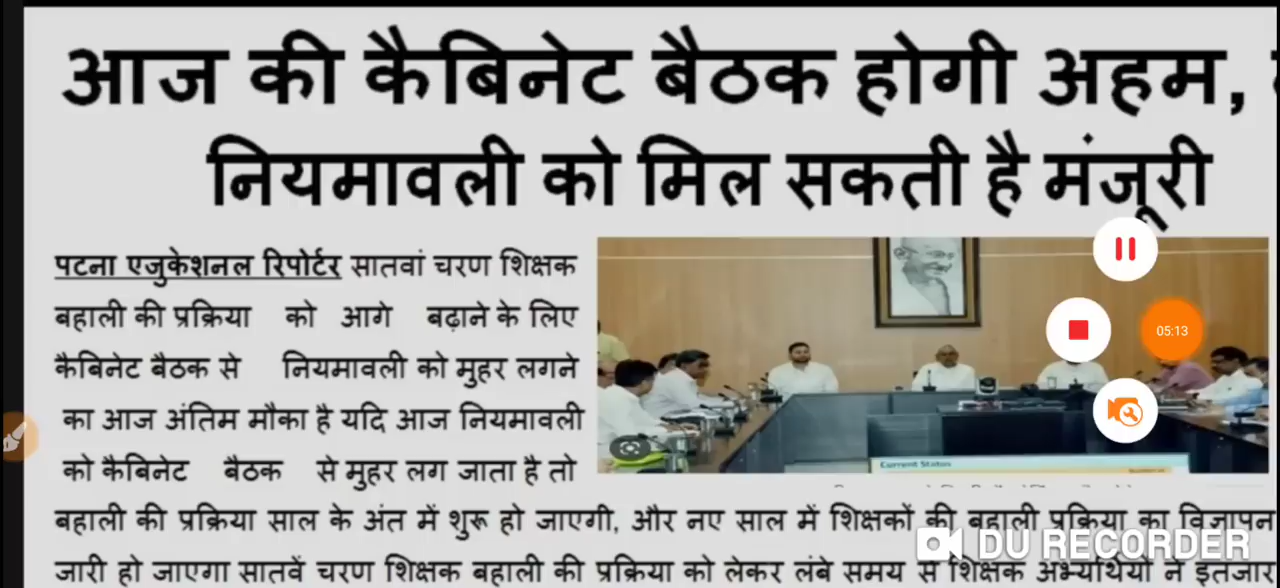 आज की कैबिनेट बैठक होगी अहम,
नियमावली को मिल सकती है मंजूरी
पटना एजुकेशनल रिपोर्टर सातवां चरण शिक्षक
बहाली की प्रक्रिया को आगे बढ़ाने के लिए
कैबिनेट बैठक से नियमावली को मुहर लगने
का आज अंतिम मौका है यदि आज नियमावली
को कैबिनेट बैठक से मुहर लग जाता है तो
बहाली की प्रक्रिया साल के अंत में शुरू हो जाएगी, और नए साल में शिक्षकों की बहाली प्रक्रिया का विज्ञापन
जारी हो जाएगा सातवें चरण शिक्षक बहाली की प्रक्रिया को लेकर लंबे समय से शिक्षक अभ्यर्थियों ने इंतजार
05:13
Current Status
DU RECORDER